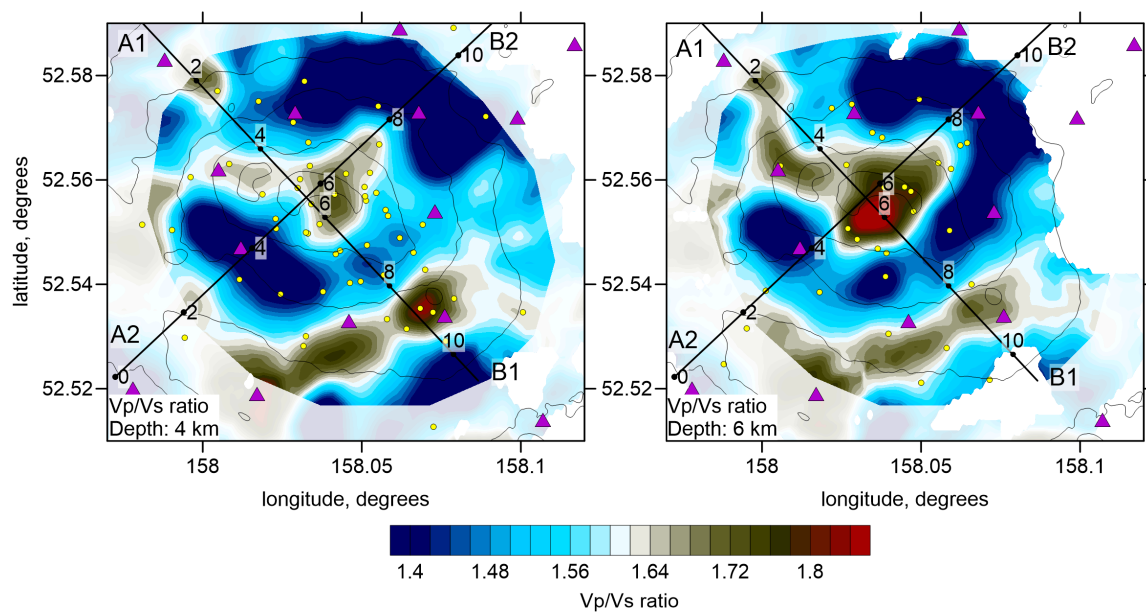 A1
B2
2
10
52.58
4
8
52.56
6
6
4
8
52.54
2
A2
10
0
B1
52.52
Vp/Vs ratio
Depth: 4 km
158
158.05
158.1
longitude, degrees
latitude, degrees
A1
B2
2
10
52.58
4
8
52.56
6
6
4
8
52.54
2
A2
10
0
B1
52.52
Vp/Vs ratio
Depth: 6 km
158
158.05
158.1
longitude, degrees
1.4
1.48
1.56
1.64
1.72
1.8
Vp/Vs ratio